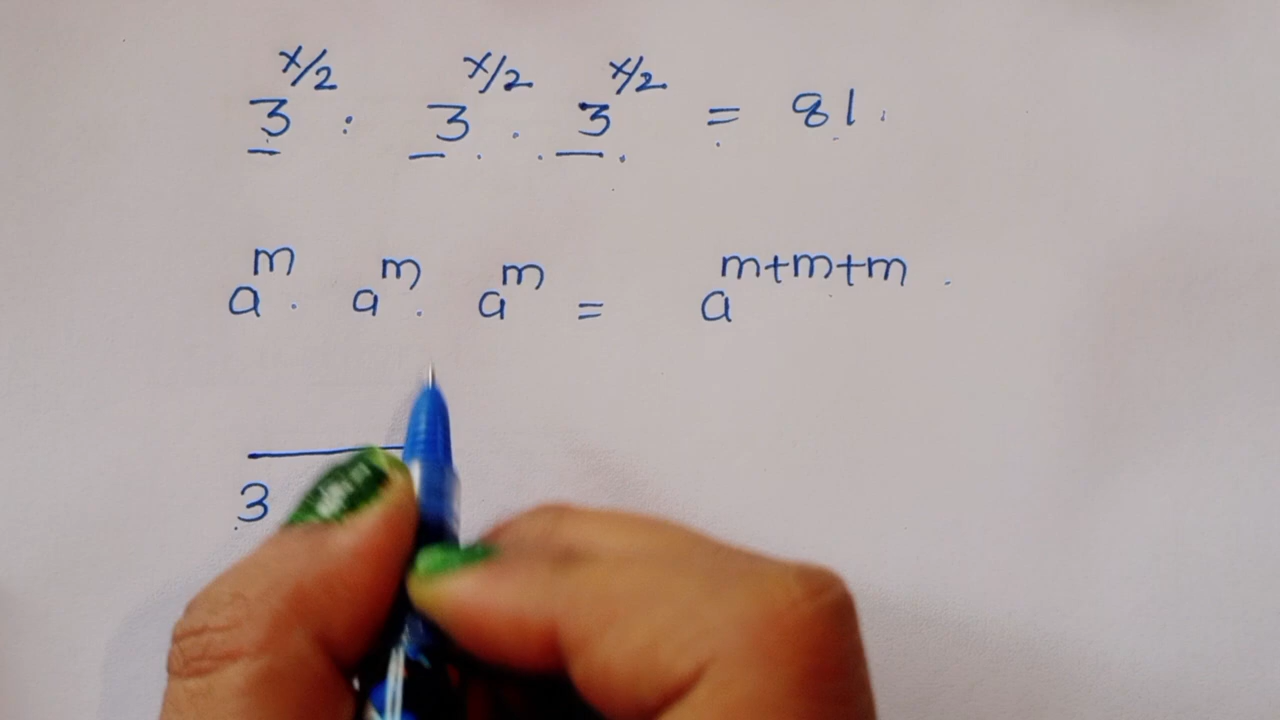 3^{x/2} : 3^{x/2} . 3^{x/2} = 81.
a^m . a^m . a^m = a^{m+m+m} .
3